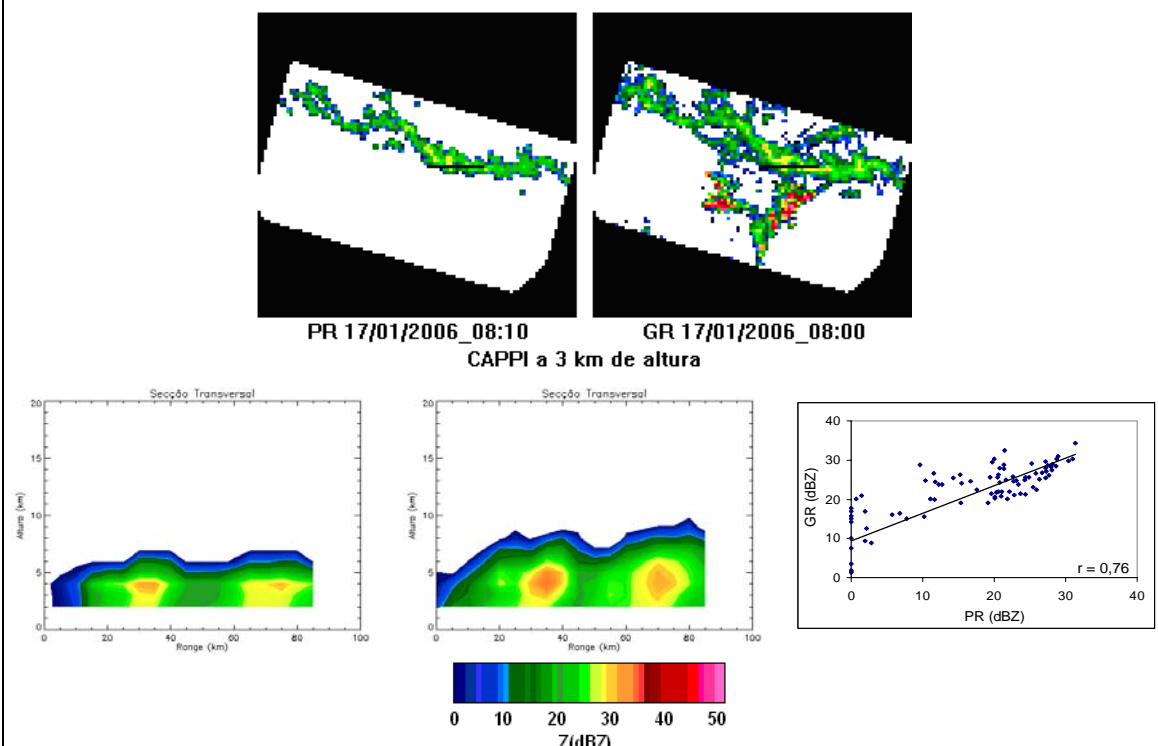 PR 17/01/2006_08:10
GR 17/01/2006_08:00
CAPPI a 3 km de altura
Secção Transversal
20
15
10
5
0
Altura (km)
0 20 40 60 80 100
Range (km)
Secção Transversal
20
15
10
5
0
Altura (km)
0 20 40 60 80 100
Range (km)
40
30
20
10
0
GR (dBZ)
r = 0,76
0 10 20 30 40
PR (dBZ)
0 10 20 30 40 50
Z(dBZ)